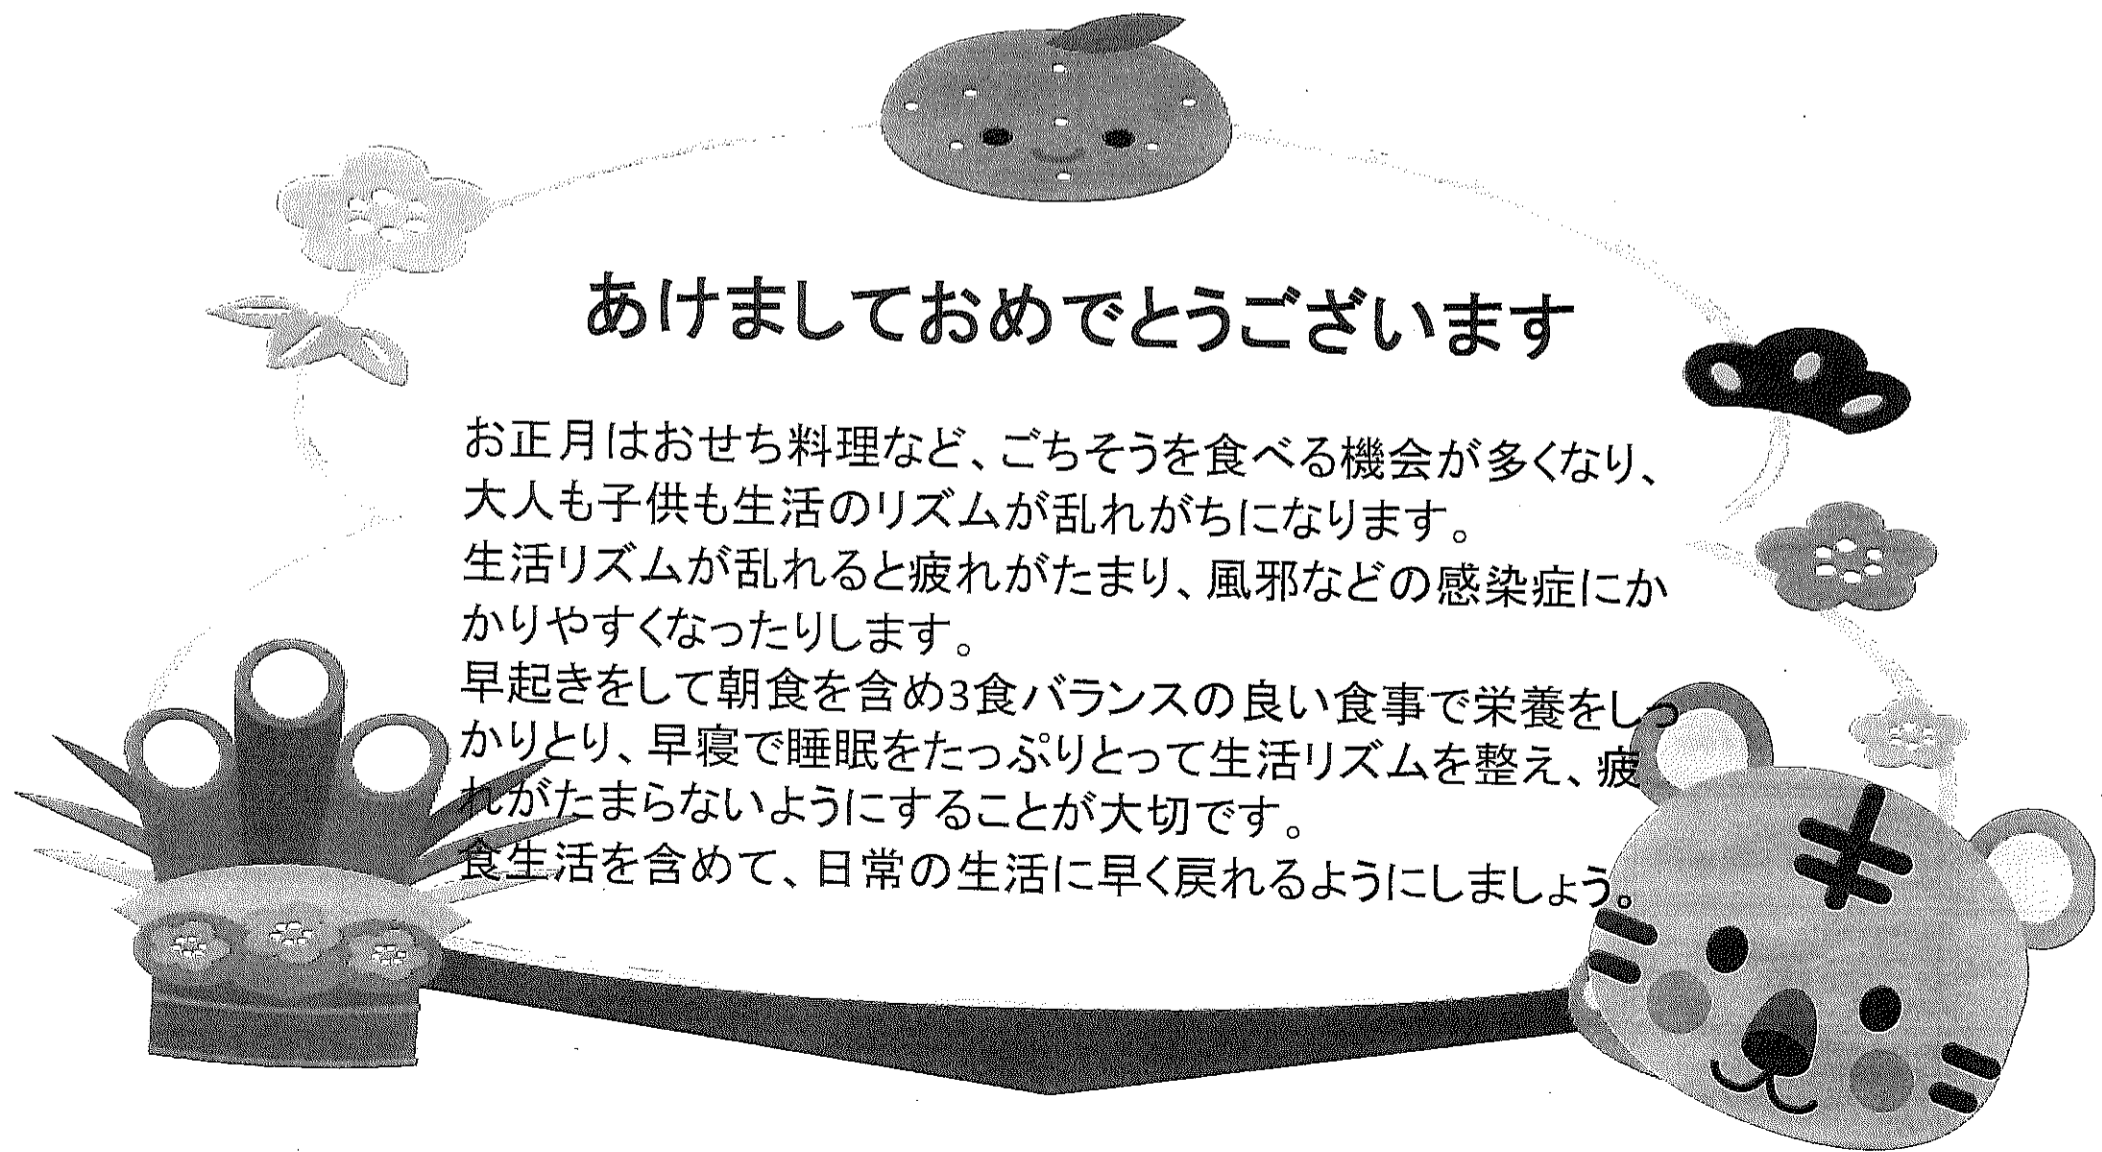 あけましておめでとうございます
お正月はおせち料理など、ごちそうを食べる機会が多くなり、
大人も子供も生活のリズムが乱れがちになります。
生活リズムが乱れると疲れがたまり、風邪などの感染症にか
かりやすくなったりします。
早起きをして朝食を含め3食バランスの良い食事で栄養をしっ
かりとり、早寝で睡眠をたっぷりとって生活リズムを整え、疲
れがたまらないようにすることが大切です。
食生活を含めて、日常の生活に早く戻れるようにしましょう。